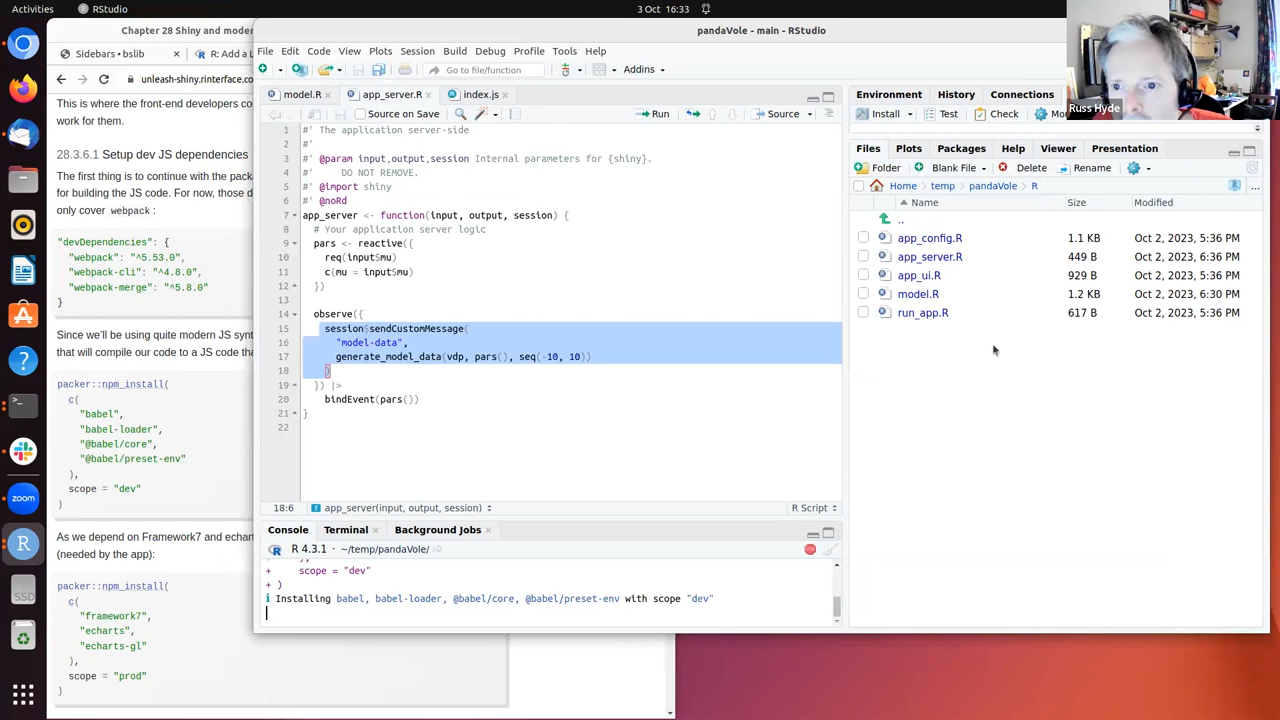 Activities
RStudio
3 Oct 16:33
Chapter 28 Shiny and moder
Sidebars • bslib
R: Add a L
unleash-shiny.rinterface.co
This is where the front-end developers co
work for them.
28.3.6.1 Setup dev JS dependencies
The first thing is to continue with the pack
for building the JS code. For now, those d
only cover webpack :
"devDependencies": {
"webpack": "^5.53.0",
"webpack-cli": "^4.8.0",
"webpack-merge": "^5.8.0"
}
Since we'll be using quite modern JS synt
that will compile our code to a JS code tha
packer::npm_install(
c(
"babel",
"babel-loader",
"@babel/core",
"@babel/preset-env"
),
scope = "dev"
)
As we depend on Framework7 and echart
(needed by the app):
packer::npm_install(
c(
"framework7",
"echarts",
"echarts-gl"
),
scope = "prod"
)
pandaVole - main - RStudio
File Edit Code View Plots Session Build Debug Profile Tools Help
Go to file/function
Addins
model.R
app_server.R
index.js
Source on Save
Run
Source
1 #' The application server-side
2 #'
3 #' @param input,output,session Internal parameters for {shiny}.
4 #' DO NOT REMOVE.
5 #' @import shiny
6 #' @noRd
7 app_server <- function(input, output, session) {
8 # Your application server logic
9 pars <- reactive({
10 req(input$mu)
11 c(mu = input$mu)
12 })
13
14 observe({
15 session$sendCustomMessage(
16 "model-data",
17 generate_model_data(vdp, pars(), seq(-10, 10))
18 )
19 }) |>
20 bindEvent(pars())
21 }
22
18:6
app_server(input, output, session)
R Script
Console Terminal Background Jobs
R 4.3.1 · ~/temp/pandaVole/
+ scope = "dev"
+ )
ℹ Installing babel, babel-loader, @babel/core, @babel/preset-env with scope "dev"
Environment History Connections
Install Test Check Mo
Files Plots Packages Help Viewer Presentation
Folder Blank File Delete Rename
Home temp pandaVole R
Name Size Modified
..
app_config.R 1.1 KB Oct 2, 2023, 5:36 PM
app_server.R 449 B Oct 2, 2023, 5:36 PM
app_ui.R 929 B Oct 2, 2023, 5:36 PM
model.R 1.2 KB Oct 2, 2023, 6:30 PM
run_app.R 617 B Oct 2, 2023, 5:36 PM
Russ Hyde
zoom
R
SSD